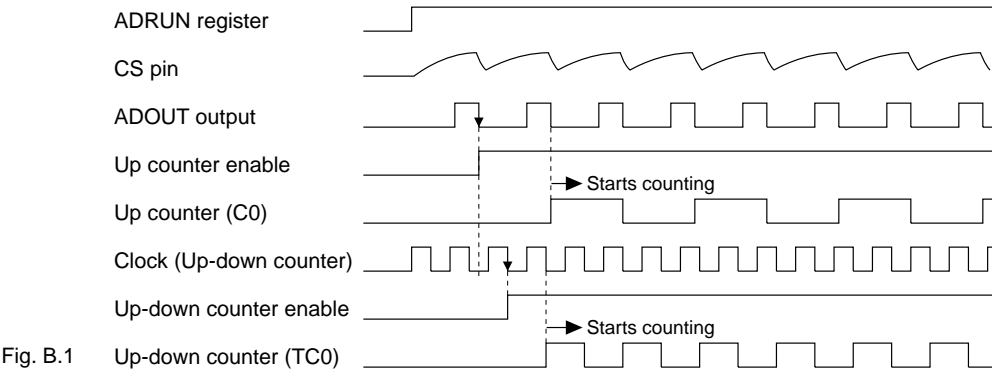 ADRUN register
CS pin
ADOUT output
Up counter enable
Starts counting
Up counter (C0)
Clock (Up-down counter)
Up-down counter enable
Starts counting
Fig. B.1 Up-down counter (TC0)